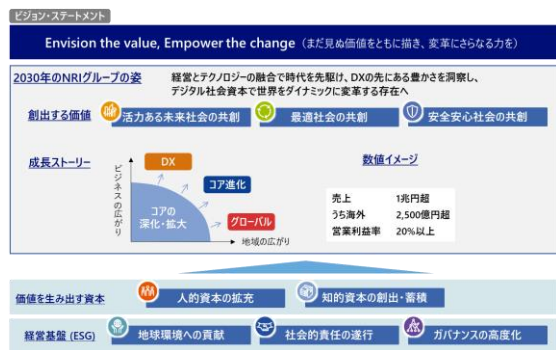 ビジョン・ステートメント
Envision the value, Empower the change（まだ見ぬ価値をともに描き、変革にさらなる力を）
2030年のNRIグループの姿
経営とテクノロジーの融合で時代を先駆け、DXの先にある豊かさを洞察し、
デジタル社会資本で世界をダイナミックに変革する存在へ
創出する価値
活力ある未来社会の共創
最適社会の共創
安全安心社会の共創
成長ストーリー
ビジネスの広がり
DX
コア進化
コアの
深化・拡大
グローバル
地域の広がり
数値イメージ
売上 1兆円超
うち海外 2,500億円超
営業利益率 20%以上
価値を生み出す資本
人的資本の拡充
知的資本の創出・蓄積
経営基盤 (ESG)
地球環境への貢献
社会的責任の遂行
ガバナンスの高度化